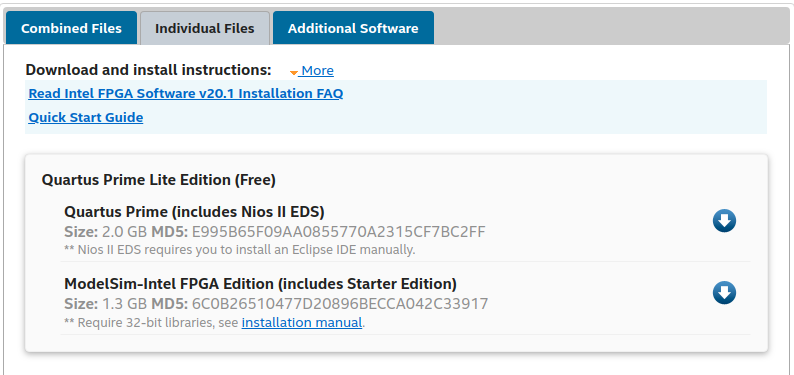 Combined Files
Individual Files
Additional Software
Download and install instructions: More
Read Intel FPGA Software v20.1 Installation FAQ
Quick Start Guide
Quartus Prime Lite Edition (Free)
Quartus Prime (includes Nios II EDS)
Size: 2.0 GB MD5: E995B65F09AA0855770A2315CF7BC2FF
** Nios II EDS requires you to install an Eclipse IDE manually.
ModelSim-Intel FPGA Edition (includes Starter Edition)
Size: 1.3 GB MD5: 6C0B26510477D20896BECCA042C33917
** Require 32-bit libraries, see installation manual.